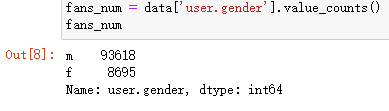 fans_num = data['user.gender'].value_counts()
fans_num
Out[8]: m 93618
f 8695
Name: user.gender, dtype: int64